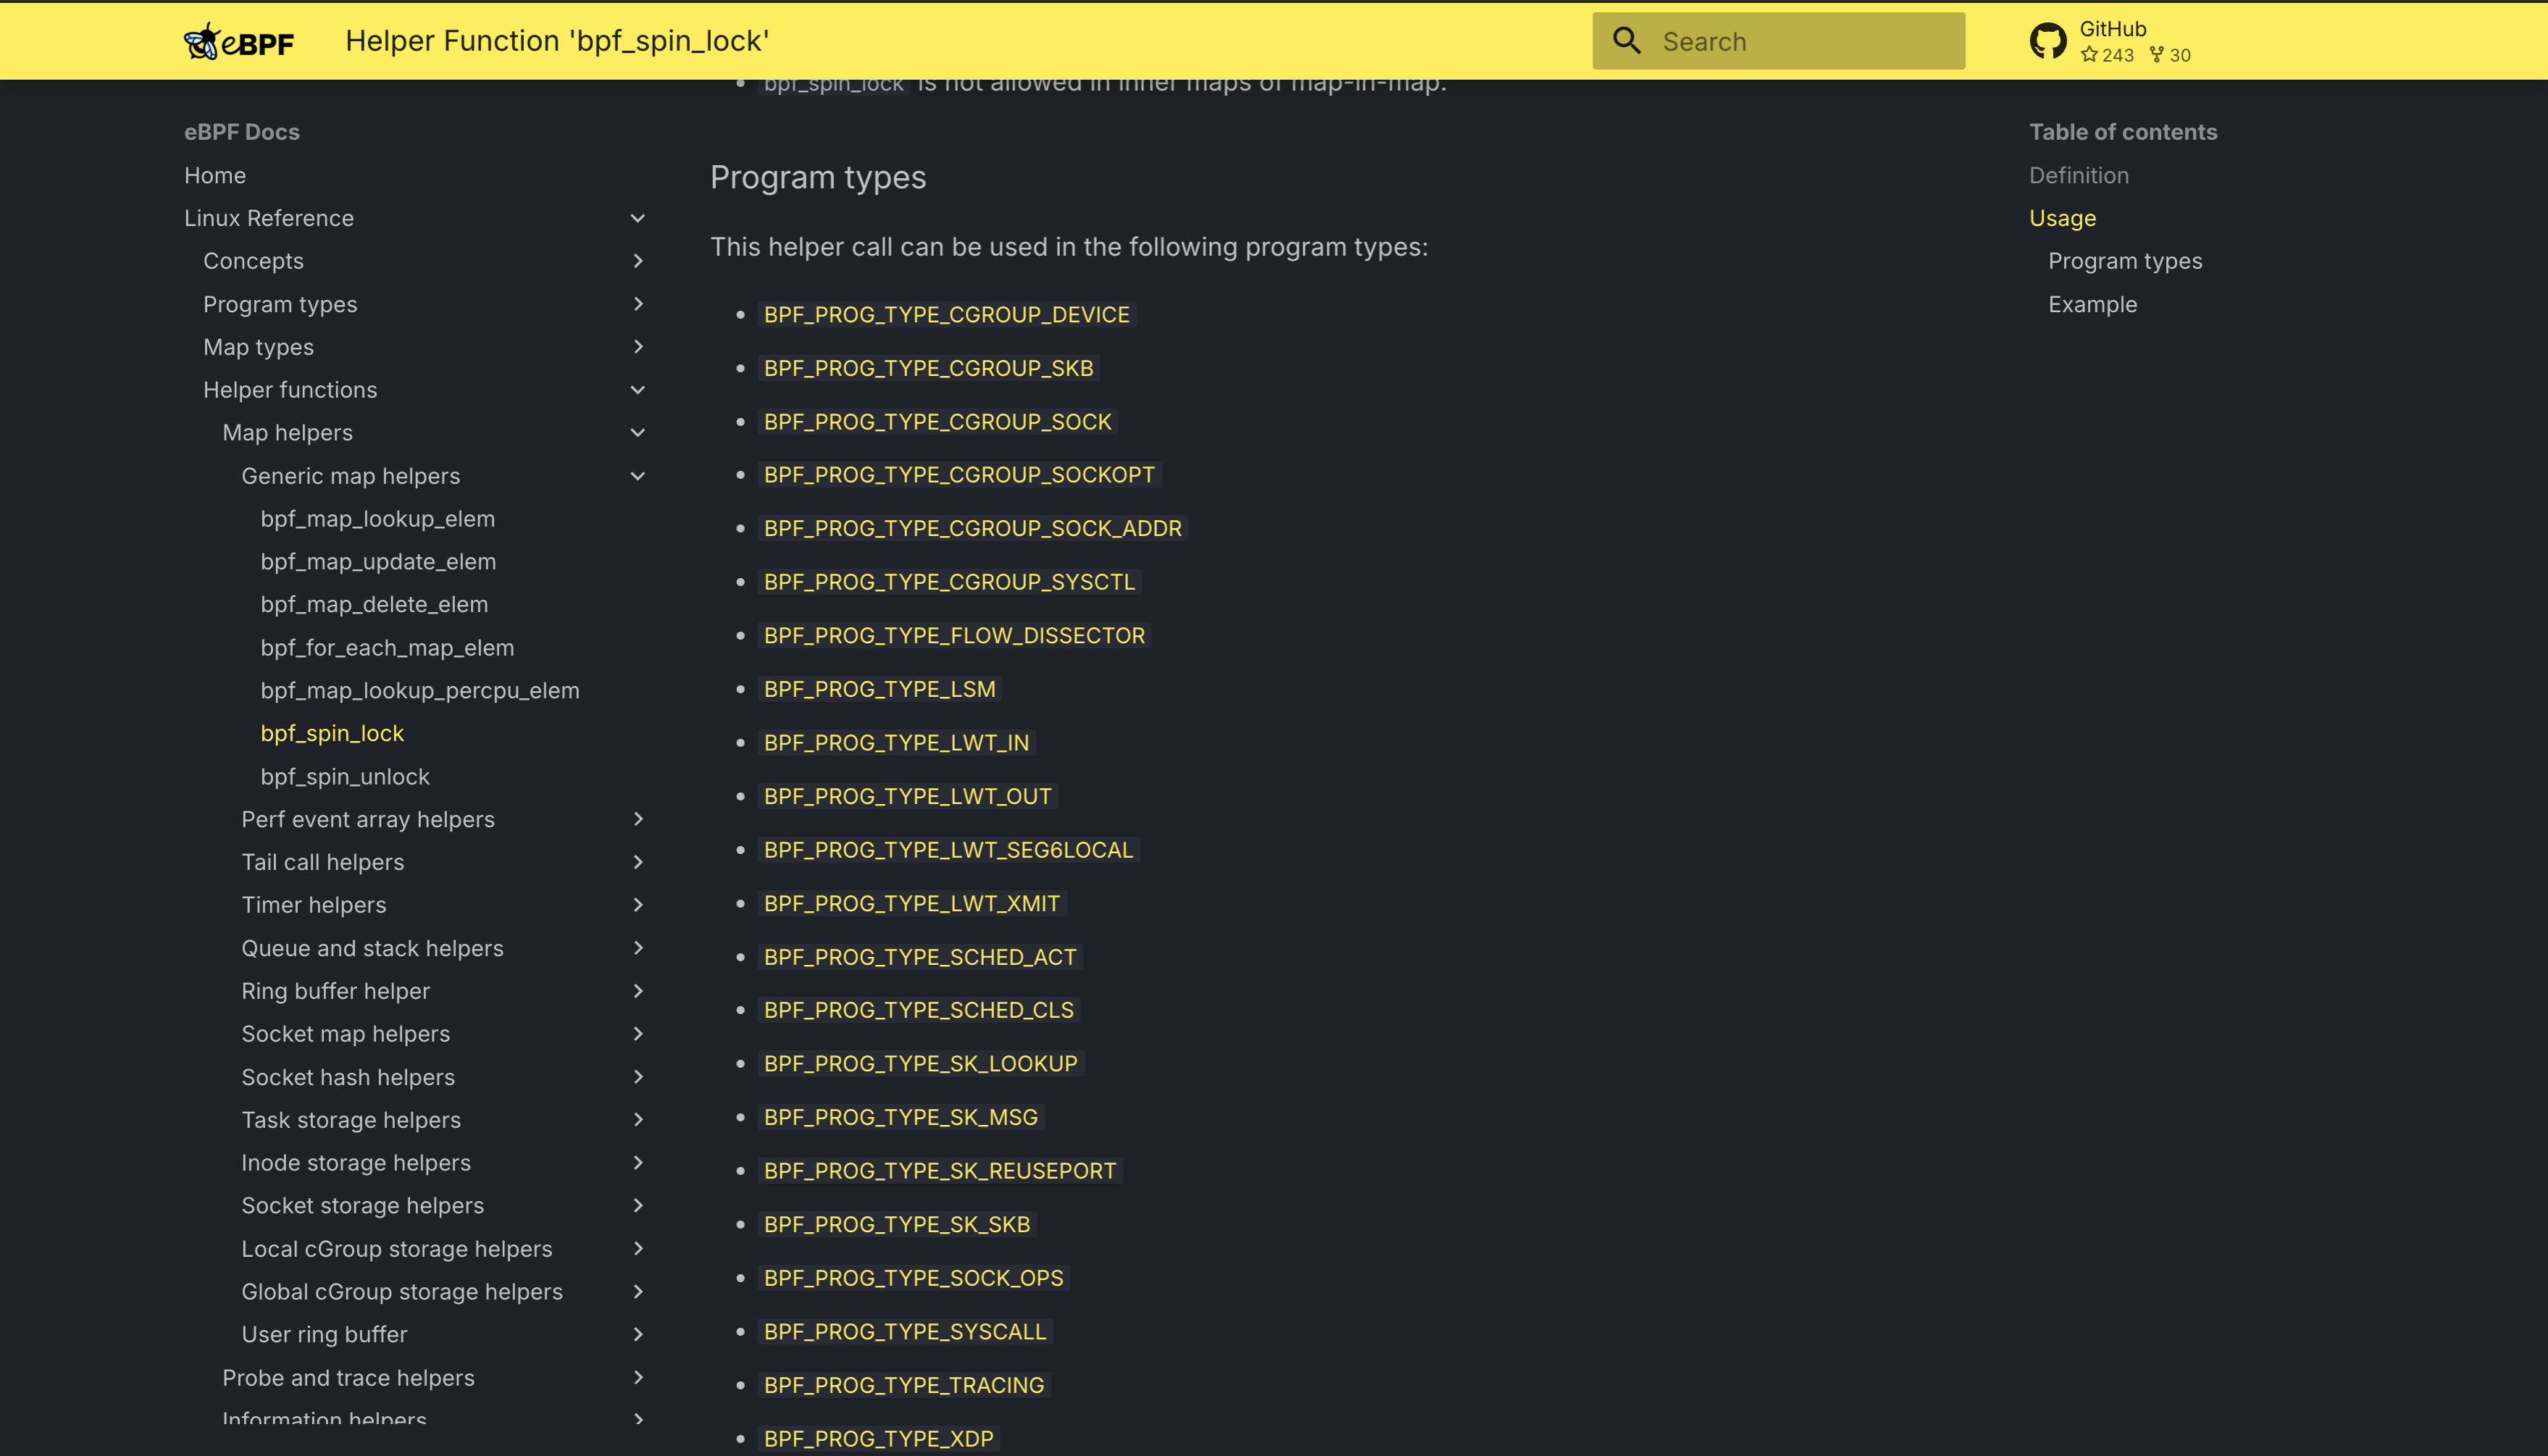 eBPF
Helper Function 'bpf_spin_lock'
Search
GitHub
243 30
eBPF Docs
Home
Linux Reference
Concepts
Program types
Map types
Helper functions
Map helpers
Generic map helpers
bpf_map_lookup_elem
bpf_map_update_elem
bpf_map_delete_elem
bpf_for_each_map_elem
bpf_map_lookup_percpu_elem
bpf_spin_lock
bpf_spin_unlock
Perf event array helpers
Tail call helpers
Timer helpers
Queue and stack helpers
Ring buffer helper
Socket map helpers
Socket hash helpers
Task storage helpers
Inode storage helpers
Socket storage helpers
Local cGroup storage helpers
Global cGroup storage helpers
User ring buffer
Probe and trace helpers
Information helpers
bpf_spin_lock is not allowed in inner maps of map-in-map.
Program types
This helper call can be used in the following program types:
BPF_PROG_TYPE_CGROUP_DEVICE
BPF_PROG_TYPE_CGROUP_SKB
BPF_PROG_TYPE_CGROUP_SOCK
BPF_PROG_TYPE_CGROUP_SOCKOPT
BPF_PROG_TYPE_CGROUP_SOCK_ADDR
BPF_PROG_TYPE_CGROUP_SYSCTL
BPF_PROG_TYPE_FLOW_DISSECTOR
BPF_PROG_TYPE_LSM
BPF_PROG_TYPE_LWT_IN
BPF_PROG_TYPE_LWT_OUT
BPF_PROG_TYPE_LWT_SEG6LOCAL
BPF_PROG_TYPE_LWT_XMIT
BPF_PROG_TYPE_SCHED_ACT
BPF_PROG_TYPE_SCHED_CLS
BPF_PROG_TYPE_SK_LOOKUP
BPF_PROG_TYPE_SK_MSG
BPF_PROG_TYPE_SK_REUSEPORT
BPF_PROG_TYPE_SK_SKB
BPF_PROG_TYPE_SOCK_OPS
BPF_PROG_TYPE_SYSCALL
BPF_PROG_TYPE_TRACING
BPF_PROG_TYPE_XDP
Table of contents
Definition
Usage
Program types
Example